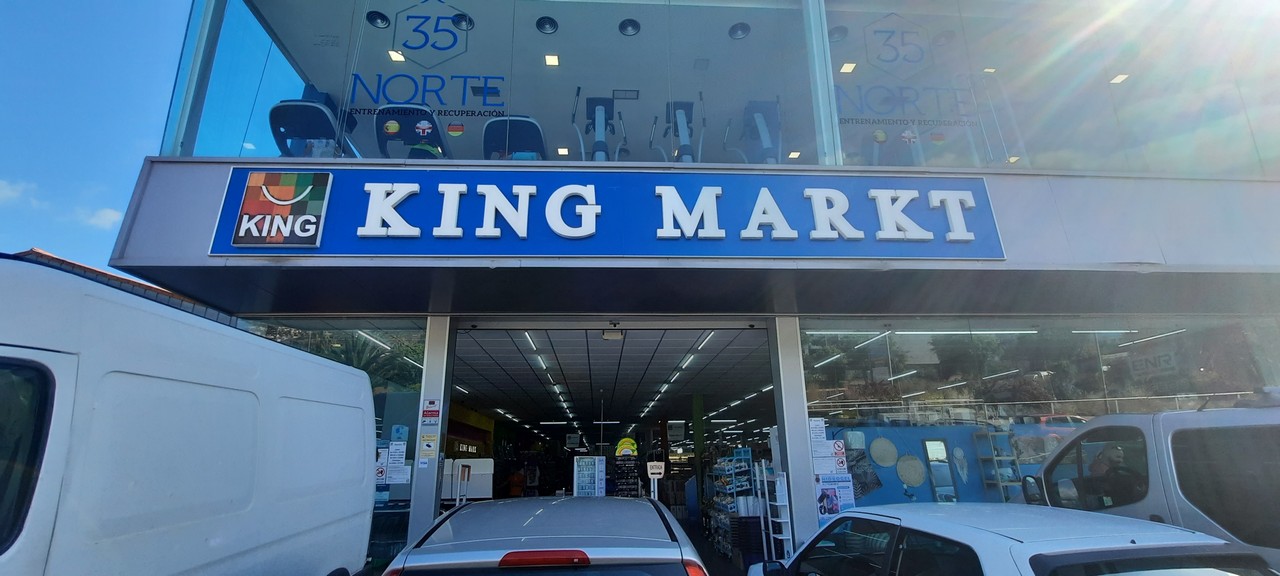 35
NORTE
ENTRENAMIENTO Y RECUPERACIÓN
35
NORTE
ENTRENAMIENTO Y RECUPERACIÓN
KING
KING MARKT